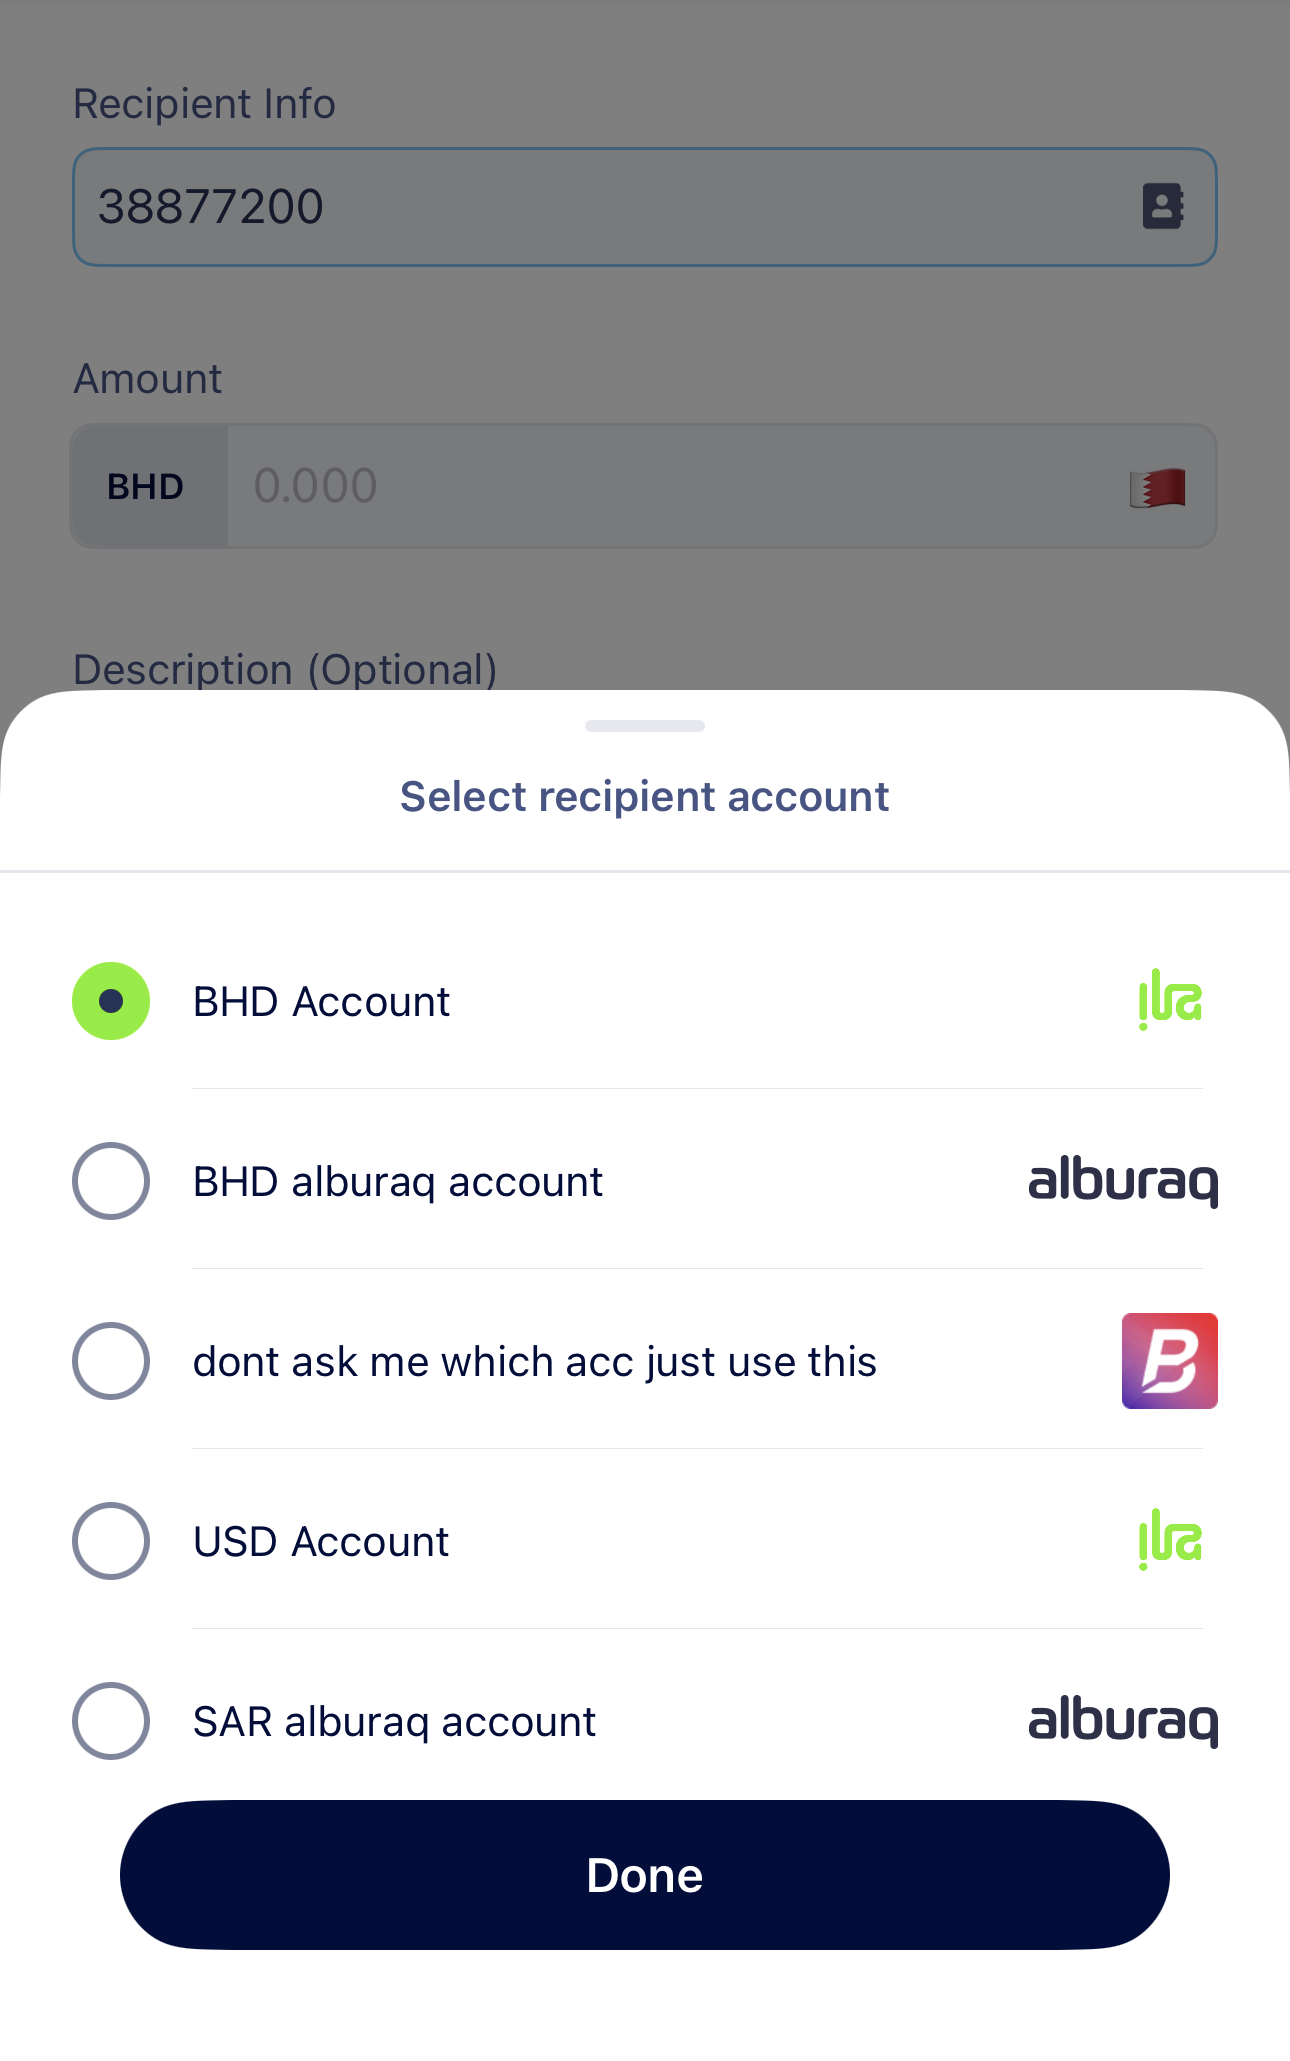 Recipient Info
38877200
Amount
BHD 0.000
Description (Optional)
Select recipient account
BHD Account ila
BHD alburaq account alburaq
dont ask me which acc just use this B
USD Account ila
SAR alburaq account alburaq
Done